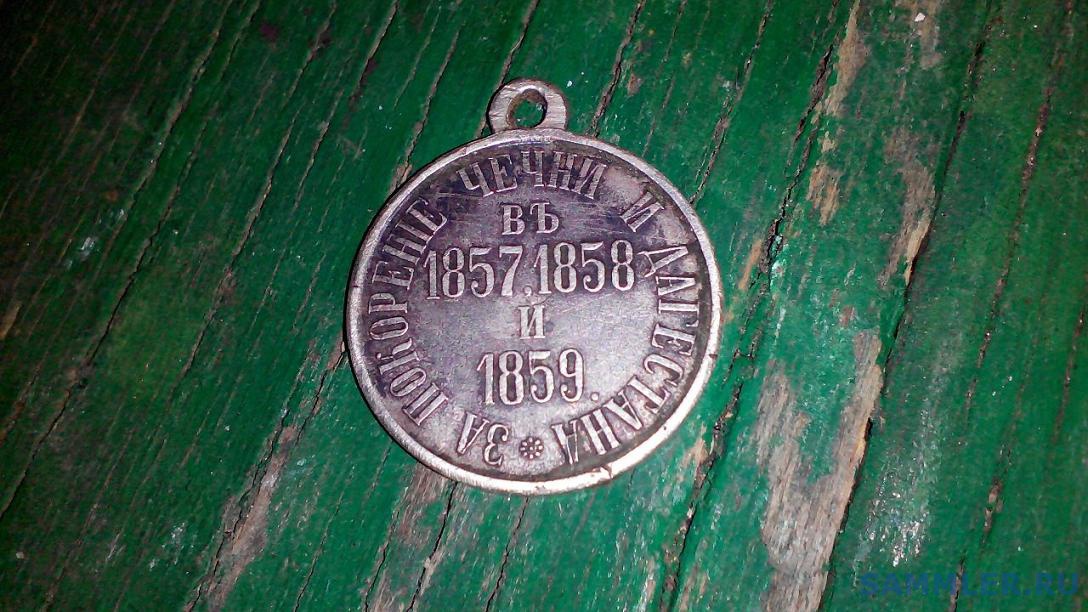 ЗА ПОКОРЕНІЕ ЧЕЧНИ И ДАГЕСТАНА
въ
1857.1858
и
1859.
SAMMLER.RU